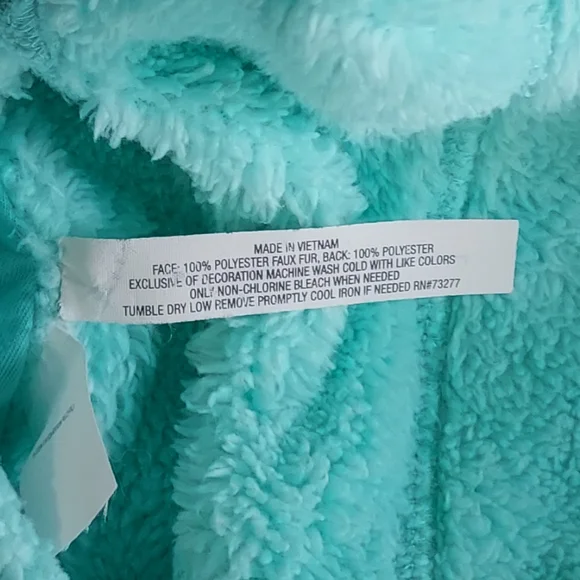 MADE IN VIETNAM
FACE: 100% POLYESTER FAUX FUR, BACK: 100% POLYESTER
EXCLUSIVE OF DECORATION MACHINE WASH COLD WITH LIKE COLORS
ONLY NON-CHLORINE BLEACH WHEN NEEDED
TUMBLE DRY LOW REMOVE PROMPTLY COOL IRON IF NEEDED RN#73277